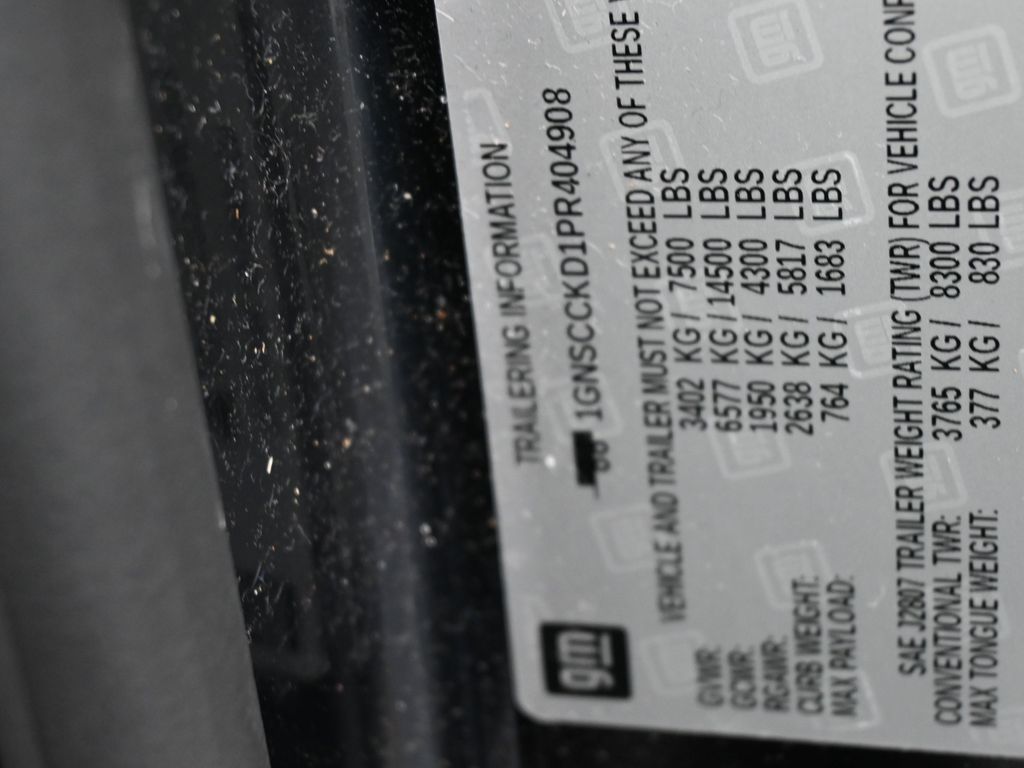 gm
TRAILERING INFORMATION
1GNSCCKD1PR404908
VEHICLE AND TRAILER MUST NOT EXCEED ANY OF THESE
GVWR: 3402 KG / 7500 LBS
GCWR: 6577 KG / 14500 LBS
RGAWR: 1950 KG / 4300 LBS
CURB WEIGHT: 2638 KG / 5817 LBS
MAX PAYLOAD: 764 KG / 1683 LBS
SAE J2807 TRAILER WEIGHT RATING (TWR) FOR VEHICLE CONF
CONVENTIONAL TWR: 3765 KG / 8300 LBS
MAX TONGUE WEIGHT: 377 KG / 830 LBS